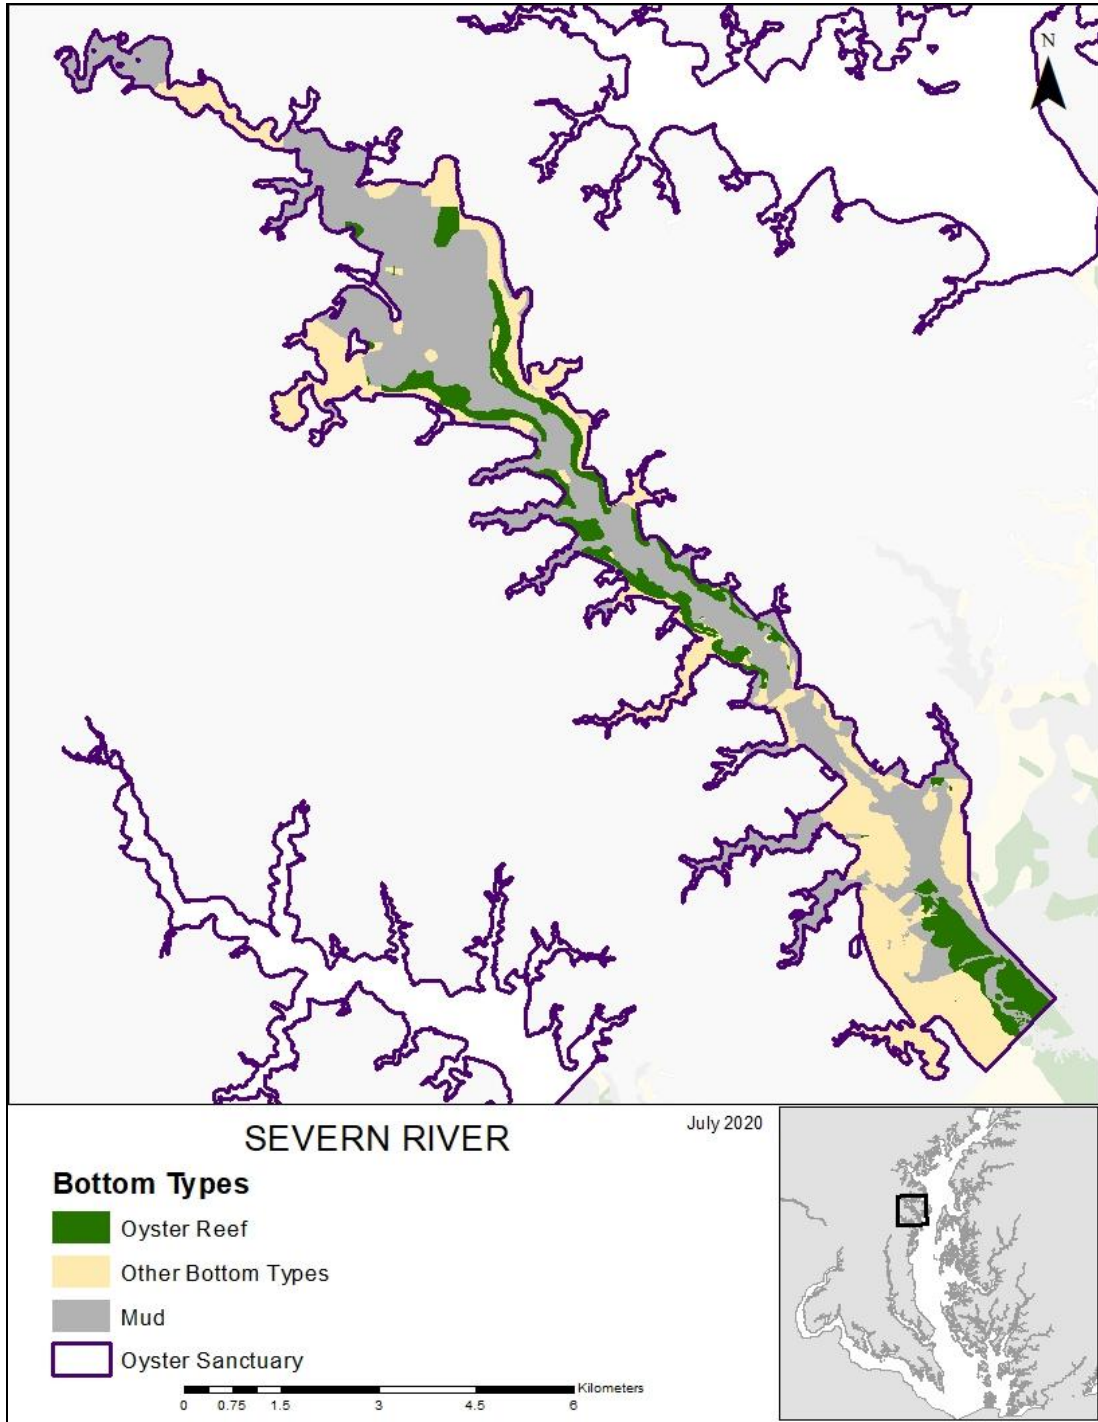 N
SEVERN RIVER
July 2020
Bottom Types
Oyster Reef
Other Bottom Types
Mud
Oyster Sanctuary
Kilometers
0 0.75 1.5 3 4.5 6